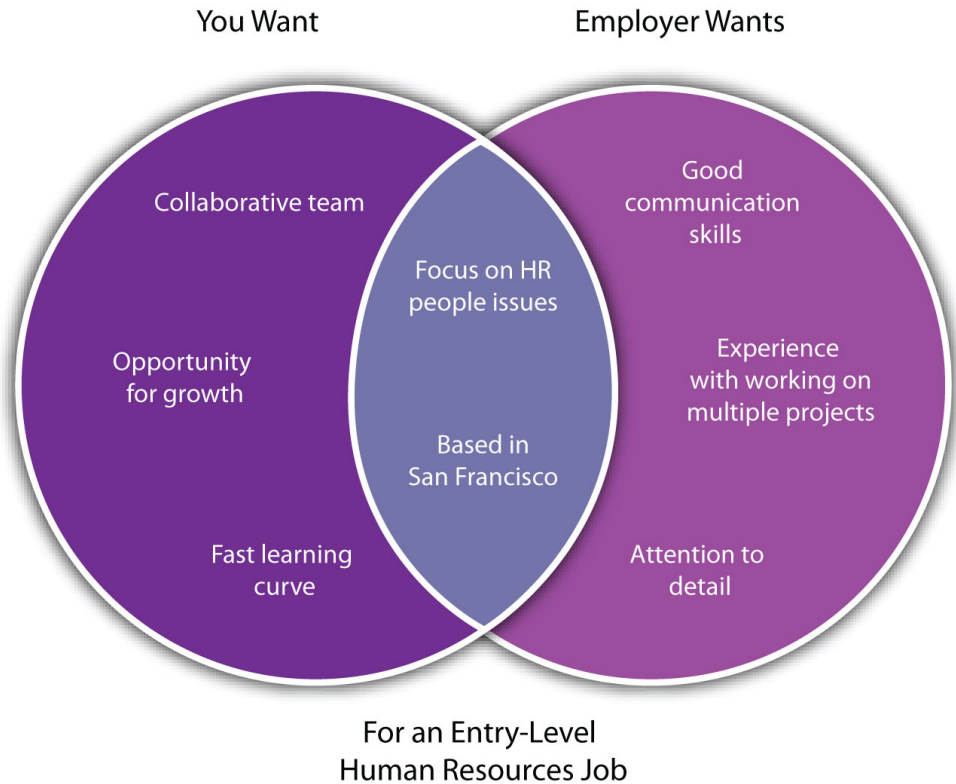 You Want
Employer Wants
Collaborative team
Opportunity
for growth
Fast learning
curve
Focus on HR
people issues
Based in
San Francisco
Good
communication
skills
Experience
with working on
multiple projects
Attention to
detail
For an Entry-Level
Human Resources Job